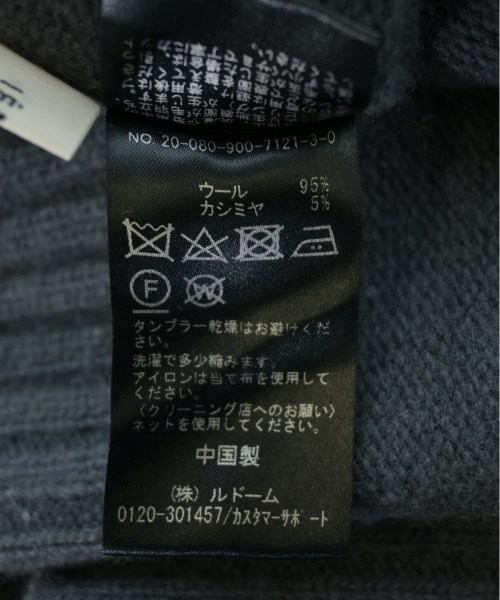 NO. 20-080-900-7121-3-0
ウール 95%
カシミヤ 5%
F
W
タンブラー乾燥はお避けくだ
さい。
洗濯で多少縮みます。
アイロンは当て布を使用して
ください。
〈クリーニング店へのお願い〉
ネットを使用してください。
中国製
(株) ルドーム
0120-301457/カスタマーサポート